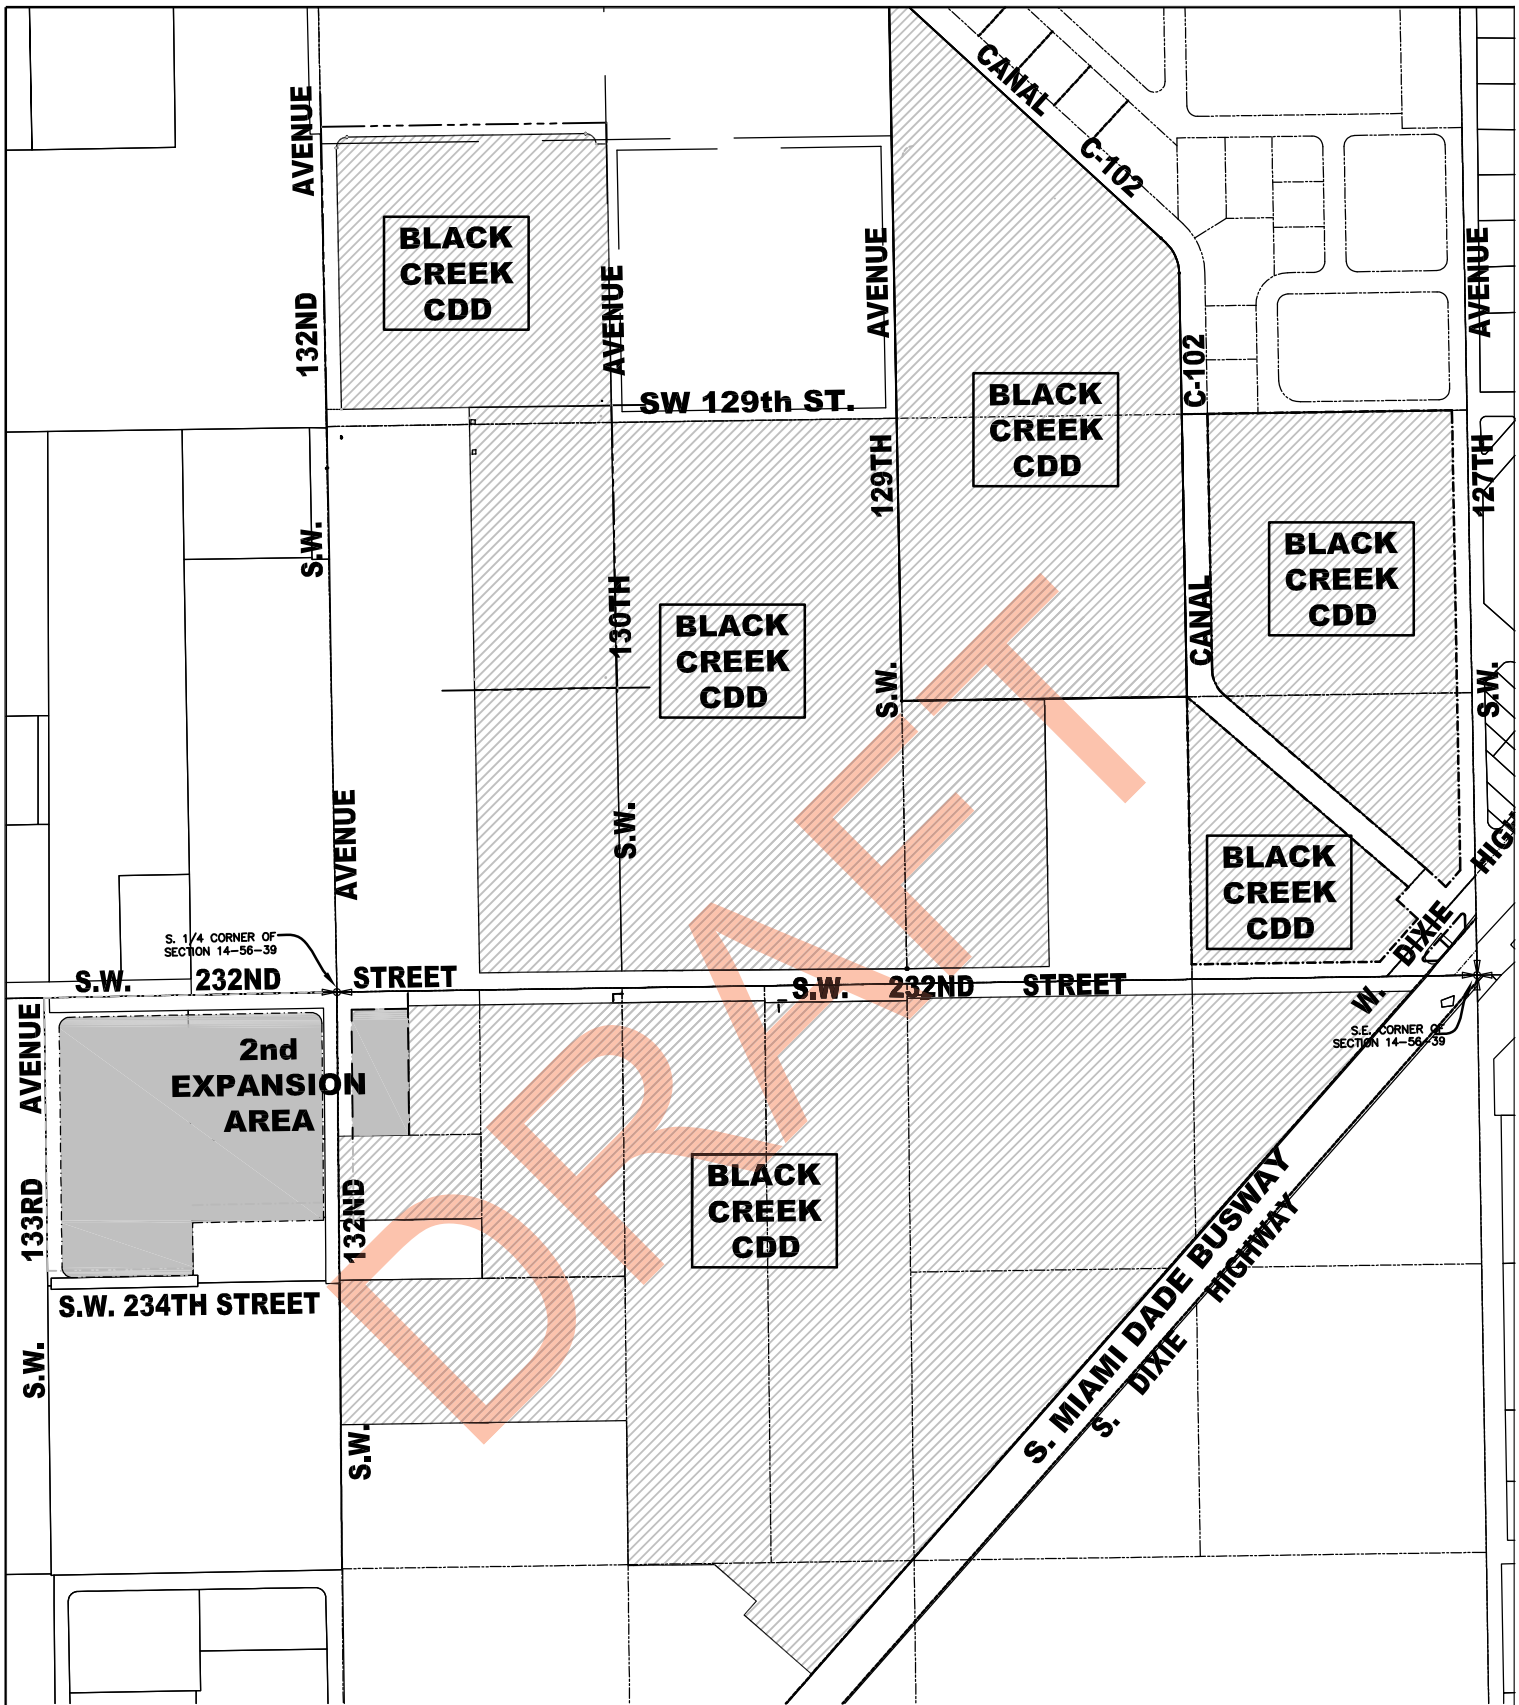 CANAL
C-102
AVENUE
132ND
S.W.
AVENUE
BLACK
CREEK
CDD
AVENUE
130TH
S.W.
AVENUE
129TH
S.W.
SW 129th ST.
BLACK
CREEK
CDD
C-102
CANAL
AVENUE
127TH
S.W.
BLACK
CREEK
CDD
BLACK
CREEK
CDD
BLACK
CREEK
CDD
W. DIXIE HIGH
S. 1/4 CORNER OF
SECTION 14-56-39
S.W. 232ND STREET
S.W. 232ND STREET
S.E. CORNER OF
SECTION 14-56-39
AVENUE
133RD
S.W.
2nd
EXPANSION
AREA
132ND
S.W.
S.W. 234TH STREET
BLACK
CREEK
CDD
S. MIAMI DADE BUSWAY
S. DIXIE HIGHWAY
DRAFT